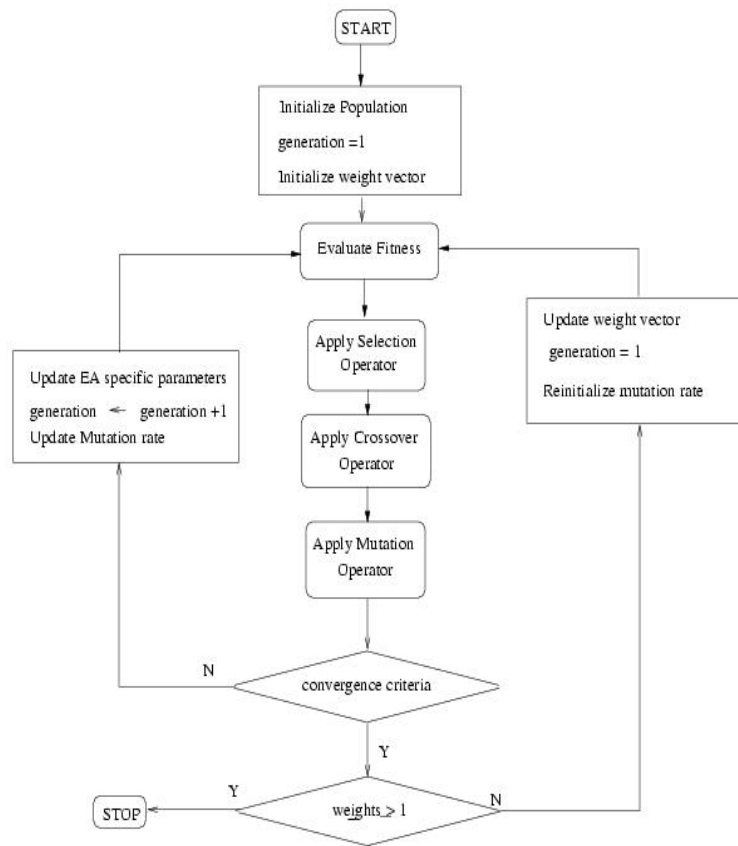 START
Initialize Population
generation =1
Initialize weight vector
Evaluate Fitness
Apply Selection
Operator
Apply Crossover
Operator
Apply Mutation
Operator
Update EA specific parameters
generation ← generation +1
Update Mutation rate
Update weight vector
generation = 1
Reinitialize mutation rate
N
convergence criteria
Y
Y
weights ≥ 1
N
STOP